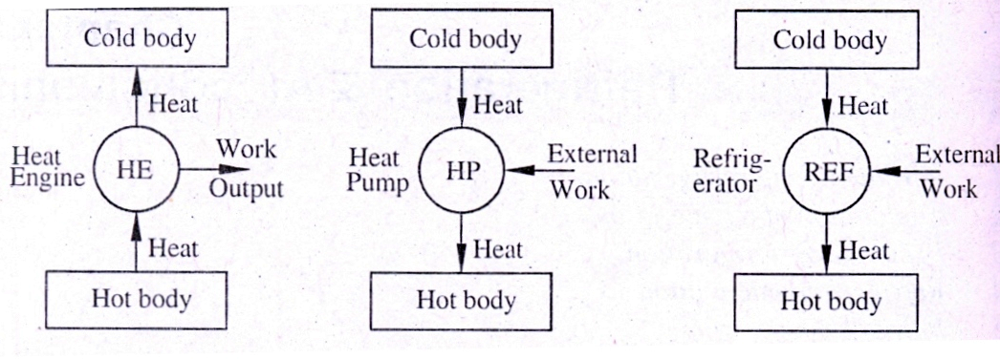 Cold body
Heat
Heat
Engine
HE
Work
Output
Heat
Hot body
Cold body
Heat
Heat
Pump
HP
External
Work
Heat
Hot body
Cold body
Heat
Refrig-
erator
REF
External
Work
Heat
Hot body